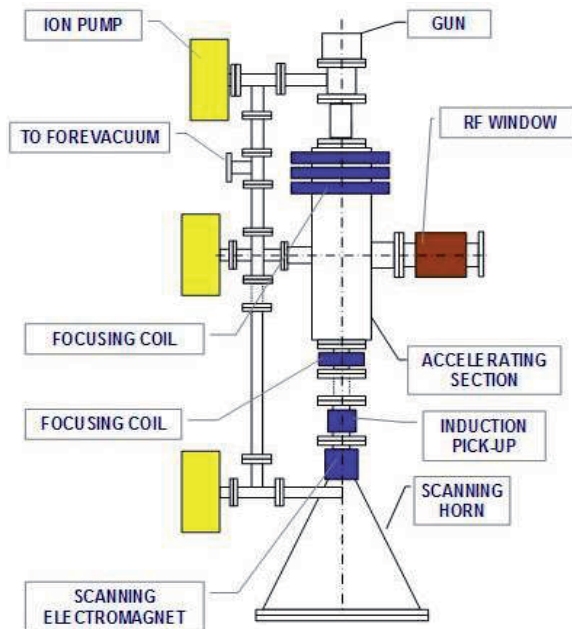 ION PUMP
GUN
TO FOREVACUUM
RF WINDOW
FOCUSING COIL
ACCELERATING
SECTION
FOCUSING COIL
INDUCTION
PICK-UP
SCANNING
HORN
SCANNING
ELECTROMAGNET